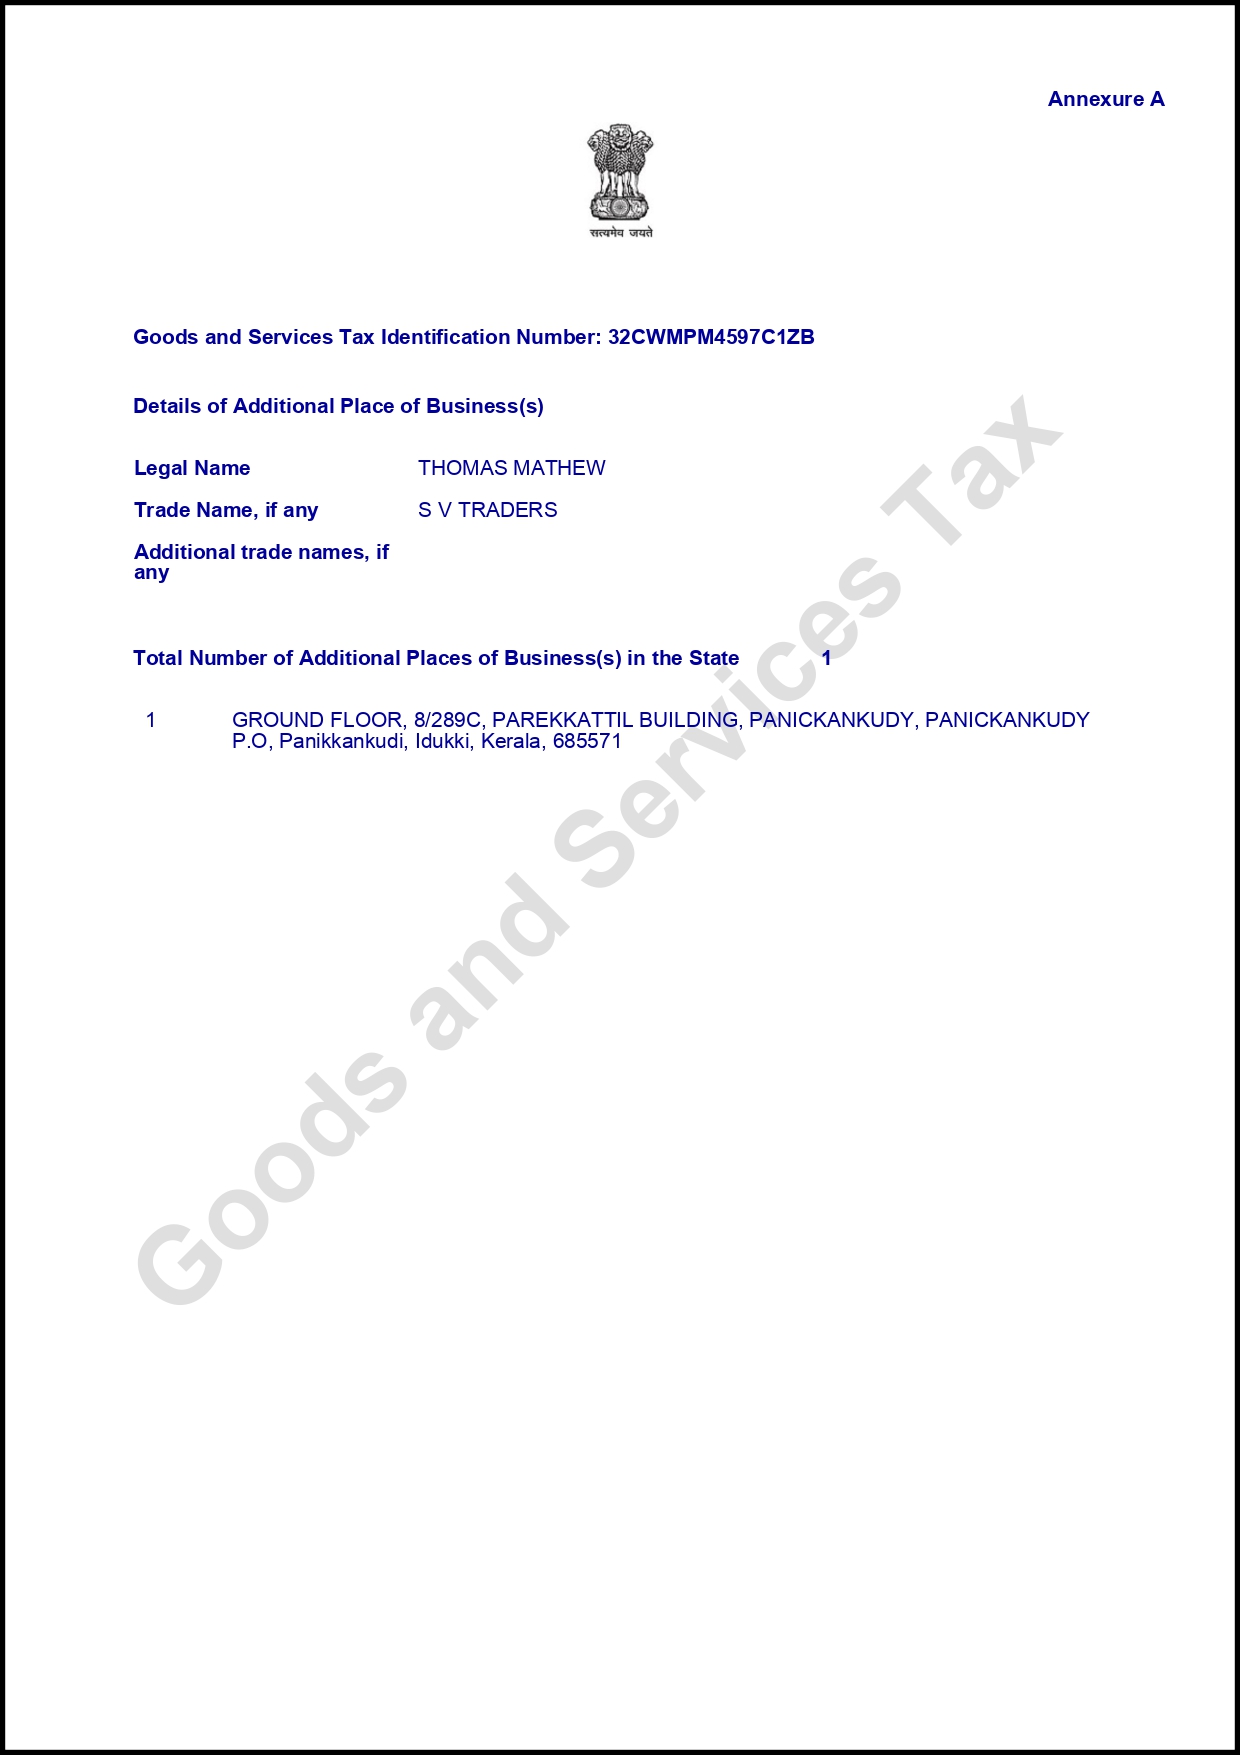 Annexure A
सत्यमेव जयते
Goods and Services Tax Identification Number: 32CWMPM4597C1ZB
Details of Additional Place of Business(s)
Legal Name THOMAS MATHEW
Trade Name, if any S V TRADERS
Additional trade names, if
any
Total Number of Additional Places of Business(s) in the State 1
1 GROUND FLOOR, 8/289C, PAREKKATTIL BUILDING, PANICKANKUDY, PANICKANKUDY
P.O, Panikkankudi, Idukki, Kerala, 685571
Goods and Services Tax